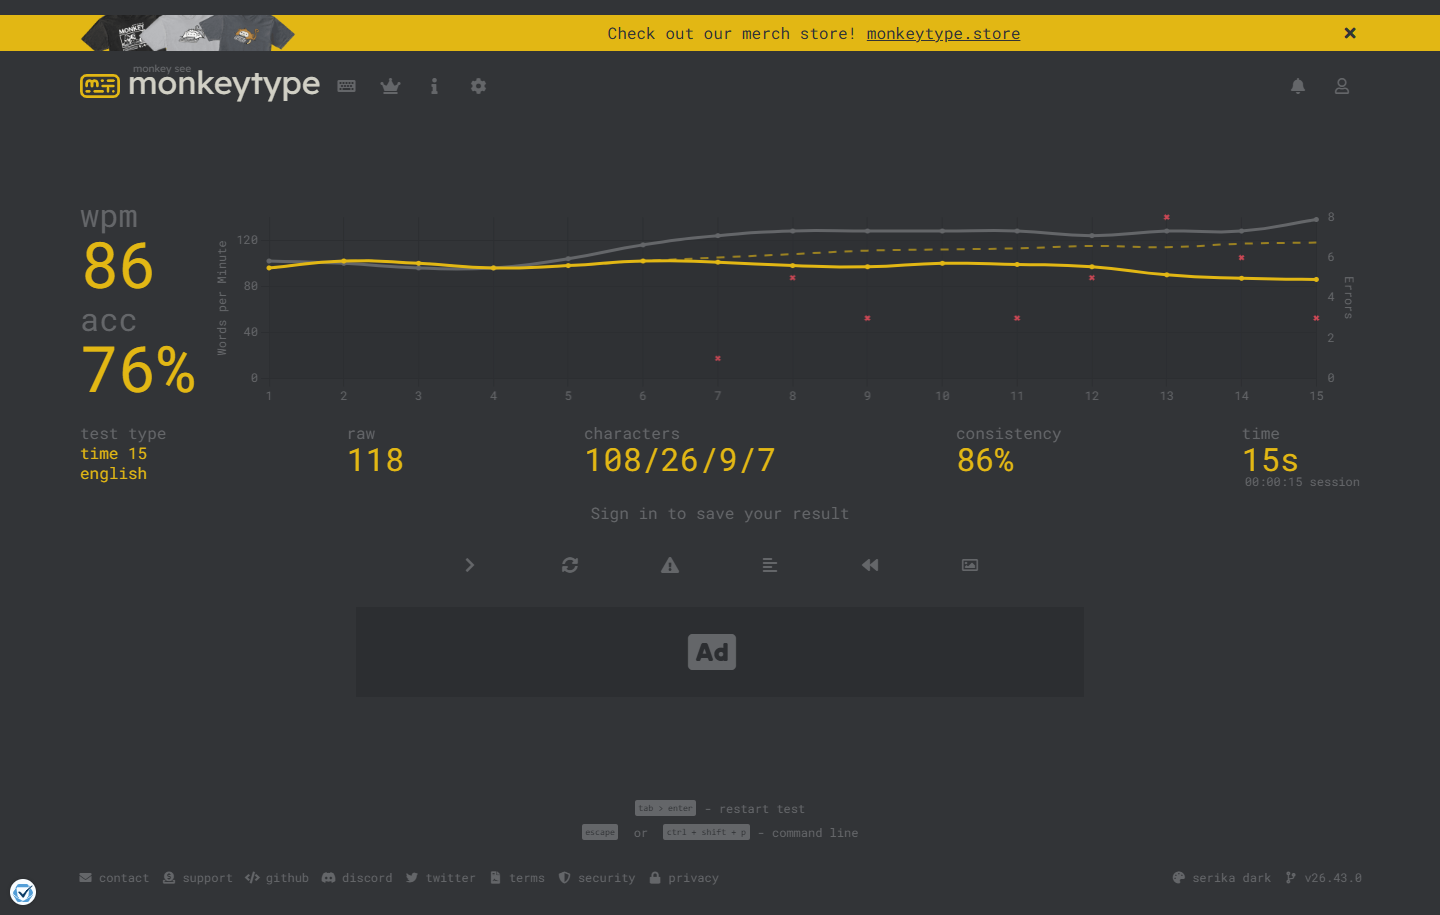 MONKEY
Check out our merch store! monkeytype.store
monkey see
monkeytype
wpm
86
acc
76%
Words per Minute
120
80
40
0
1 2 3 4 5 6 7 8 9 10 11 12 13 14 15
8
6
4
2
0
Errors
test type
time 15
english
raw
118
characters
108/26/9/7
consistency
86%
time
15s
00:00:15 session
Sign in to save your result
Ad
tab > enter - restart test
escape or ctrl + shift + p - command line
contact support github discord twitter terms security privacy
serika dark v26.43.0